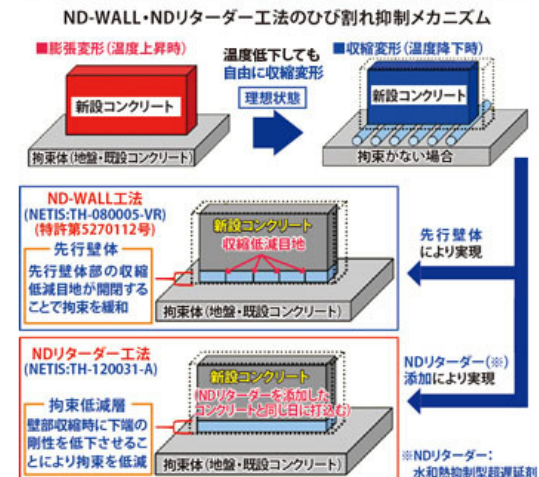 ND-WALL・NDリターダー工法のひび割れ抑制メカニズム
■膨張変形(温度上昇時)
温度低下しても
自由に収縮変形
理想状態
■収縮変形(温度降下時)
新設コンクリート
拘束体(地盤・既設コンクリート)
新設コンクリート
拘束がない場合
ND-WALL工法
(NETIS:TH-080005-VR)
(特許第5270112号)
先行壁体
先行壁体部の収縮
低減目地が開閉する
ことで拘束を緩和
新設コンクリート
収縮低減目地
拘束体(地盤・既設コンクリート)
先行壁体
により実現
NDリターダー工法
(NETIS:TH-120031-A)
拘束低減層
壁部収縮時に下端の
剛性を低下させるこ
とにより拘束を低減
新設コンクリート
(NDリターダーを添加した
コンクリートと同じ日に打込む)
拘束体(地盤・既設コンクリート)
NDリターダー(※)
添加により実現
※NDリターダー:
水和熱抑制型超遅延剤